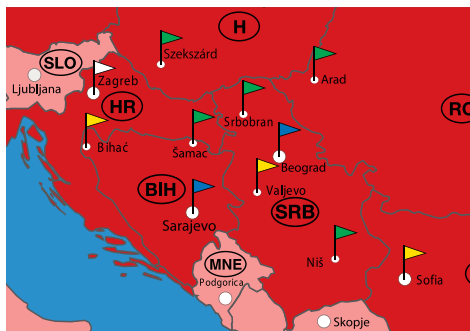 H
Szekszárd
SLO
Ljubljana
Zagreb
Arad
HR
Srbobran
RO
Bihać
Šamac
Beograd
BIH
Valjevo
Sarajevo
SRB
MNE
Niš
Podgorica
Sofia
Skopje